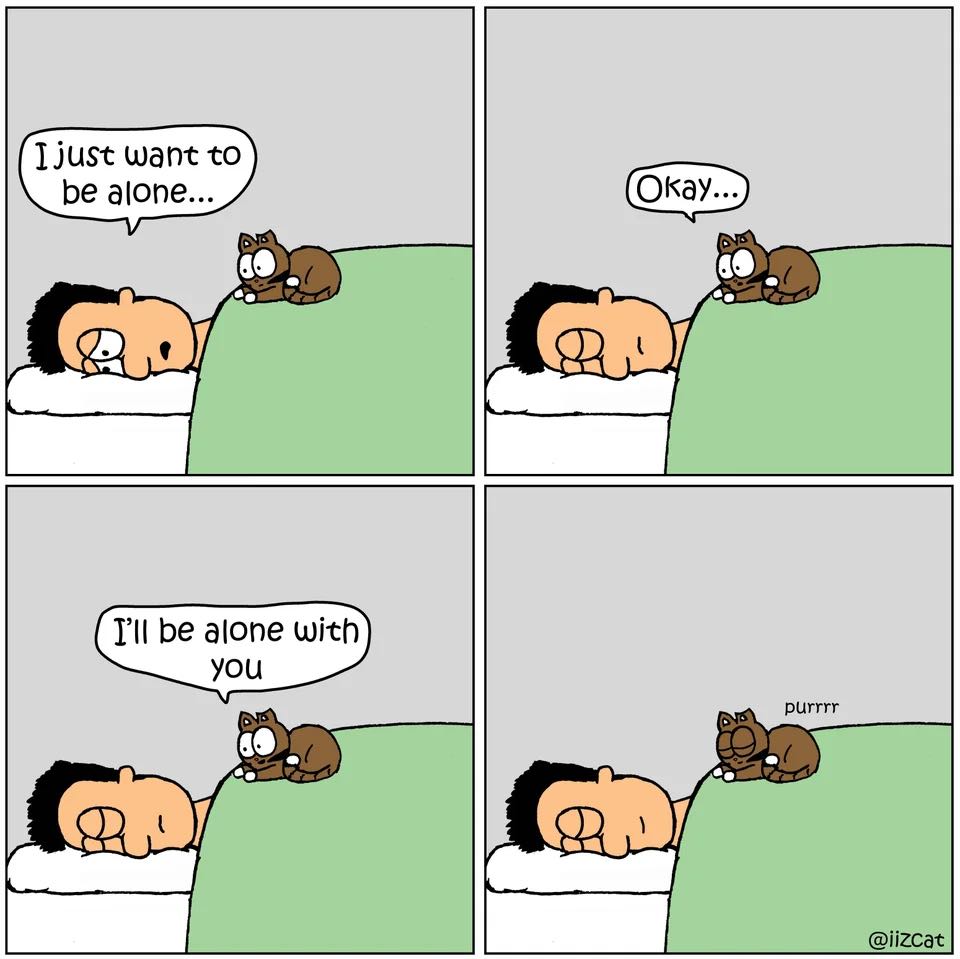 I just want to
be alone...
Okay...
I'll be alone with
you
purrrr
@iizcat